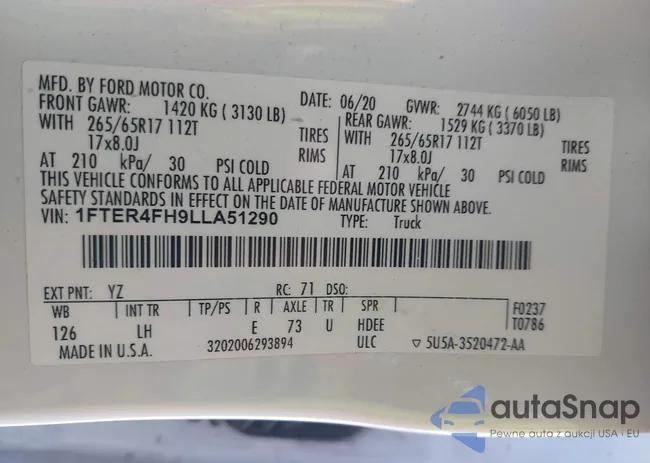 MFD. BY FORD MOTOR CO.
DATE: 06/20 GVWR: 2744 KG ( 6050 LB)
FRONT GAWR: 1420 KG ( 3130 LB) REAR GAWR: 1529 KG ( 3370 LB)
WITH 265/65R17 112T TIRES WITH 265/65R17 112T TIRES
17x8.0J RIMS 17x8.0J RIMS
AT 210 kPa/ 30 PSI COLD AT 210 kPa/ 30 PSI COLD
THIS VEHICLE CONFORMS TO ALL APPLICABLE FEDERAL MOTOR VEHICLE
SAFETY STANDARDS IN EFFECT ON THE DATE OF MANUFACTURE SHOWN ABOVE.
VIN: 1FTER4FH9LLA51290 TYPE: Truck
EXT PNT: YZ RC: 71 DSO:
WB INT TR TP/PS R AXLE TR SPR F0237
126 LH E 73 U HDEE T0786
MADE IN U.S.A. 3202006293894 ULC ▽ 5U5A-3520472-AA
autaSnap
Pewne auta z aukcji USA i EU